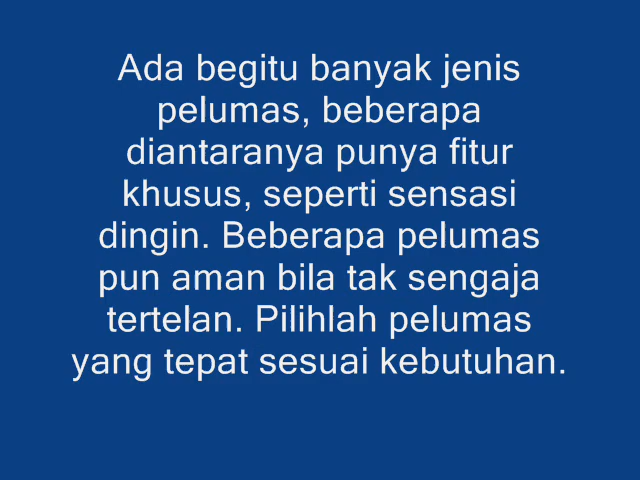 Ada begitu banyak jenis
pelumas, beberapa
diantaranya punya fitur
khusus, seperti sensasi
dingin. Beberapa pelumas
pun aman bila tak sengaja
tertelan. Pilihlah pelumas
yang tepat sesuai kebutuhan.